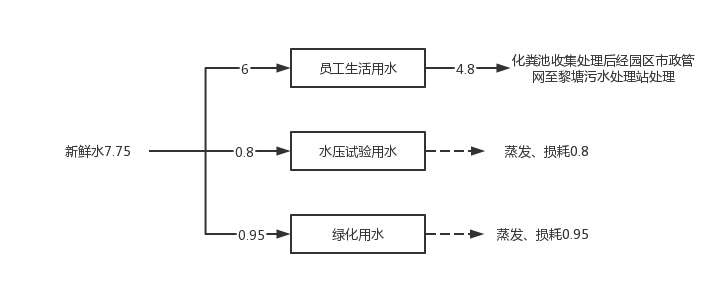 6
员工生活用水
4.8
化粪池收集处理后经园区市政管
网至黎塘污水处理站处理
新鲜水7.75
0.8
水压试验用水
蒸发、损耗0.8
0.95
绿化用水
蒸发、损耗0.95